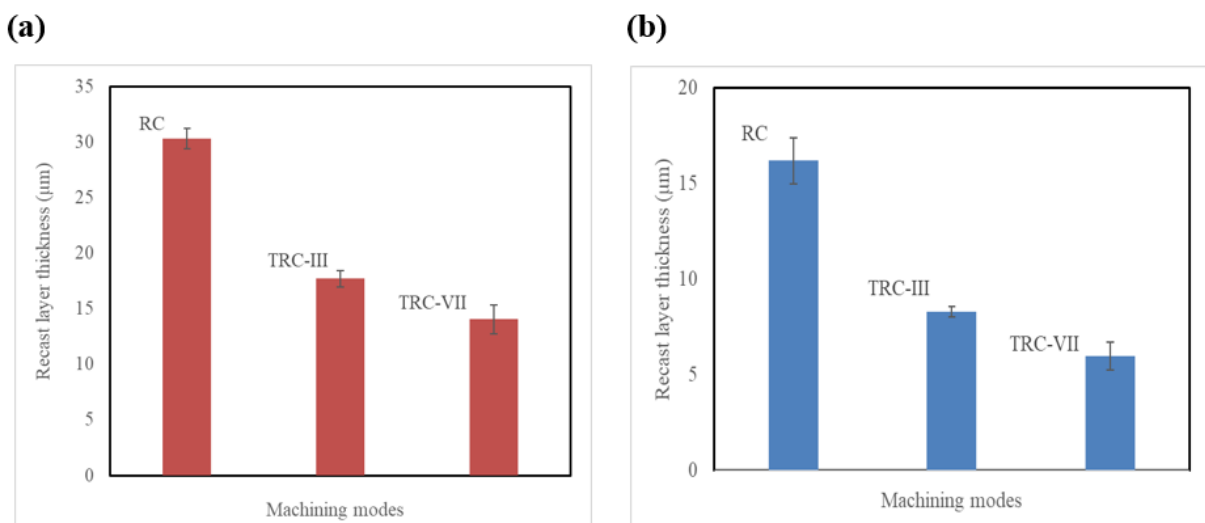 (a)
35
30
25
20
15
10
5
0
Recast layer thickness (μm)
RC
TRC-III
TRC-VII
Machining modes
(b)
20
15
10
5
0
Recast layer thickness (μm)
RC
TRC-III
TRC-VII
Machining modes